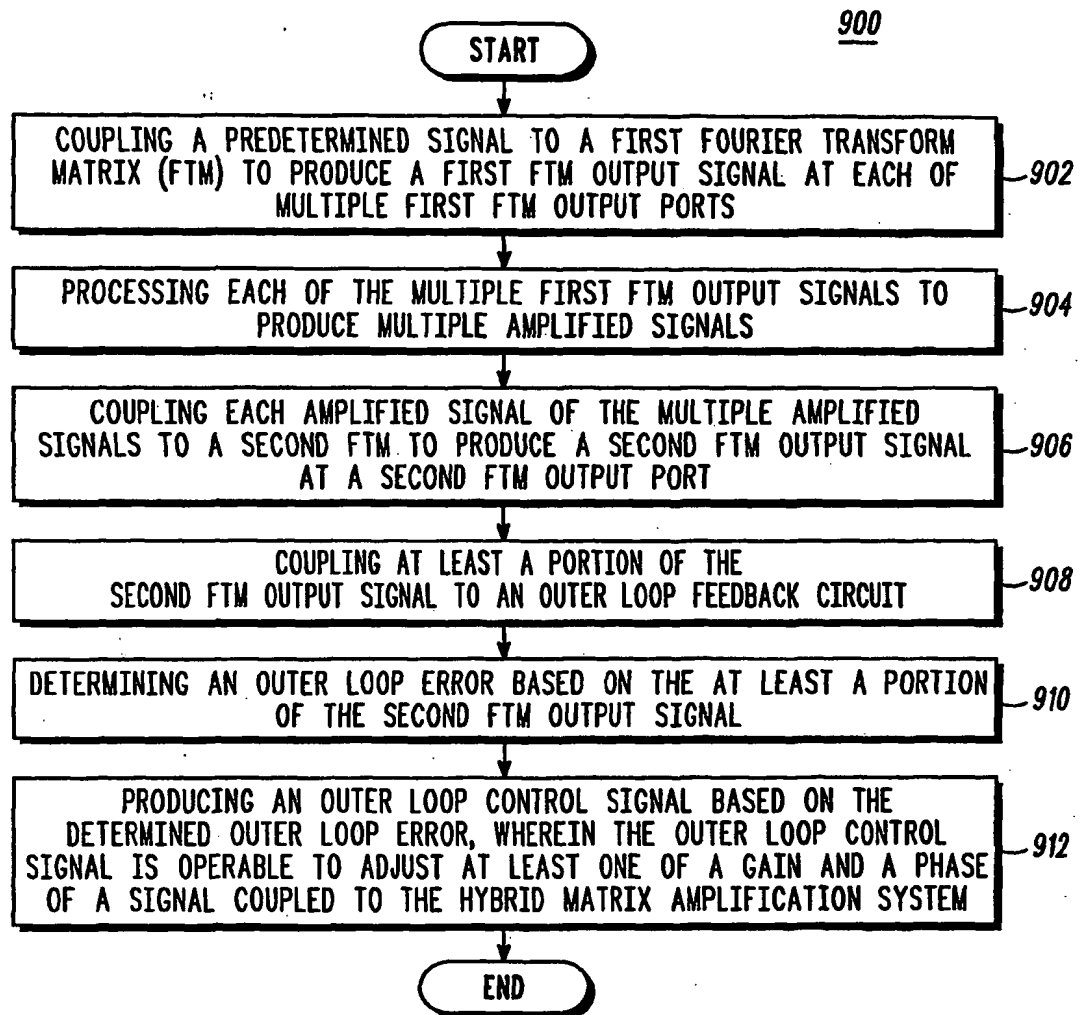 900
START
COUPLING A PREDETERMINED SIGNAL TO A FIRST FOURIER TRANSFORM
MATRIX (FTM) TO PRODUCE A FIRST FTM OUTPUT SIGNAL AT EACH OF
MULTIPLE FIRST FTM OUTPUT PORTS
902
PROCESSING EACH OF THE MULTIPLE FIRST FTM OUTPUT SIGNALS TO
PRODUCE MULTIPLE AMPLIFIED SIGNALS
904
COUPLING EACH AMPLIFIED SIGNAL OF THE MULTIPLE AMPLIFIED
SIGNALS TO A SECOND FTM TO PRODUCE A SECOND FTM OUTPUT SIGNAL
AT A SECOND FTM OUTPUT PORT
906
COUPLING AT LEAST A PORTION OF THE
SECOND FTM OUTPUT SIGNAL TO AN OUTER LOOP FEEDBACK CIRCUIT
908
DETERMINING AN OUTER LOOP ERROR BASED ON THE AT LEAST A PORTION
OF THE SECOND FTM OUTPUT SIGNAL
910
PRODUCING AN OUTER LOOP CONTROL SIGNAL BASED ON THE
DETERMINED OUTER LOOP ERROR, WHEREIN THE OUTER LOOP CONTROL
SIGNAL IS OPERABLE TO ADJUST AT LEAST ONE OF A GAIN AND A PHASE
OF A SIGNAL COUPLED TO THE HYBRID MATRIX AMPLIFICATION SYSTEM
912
END